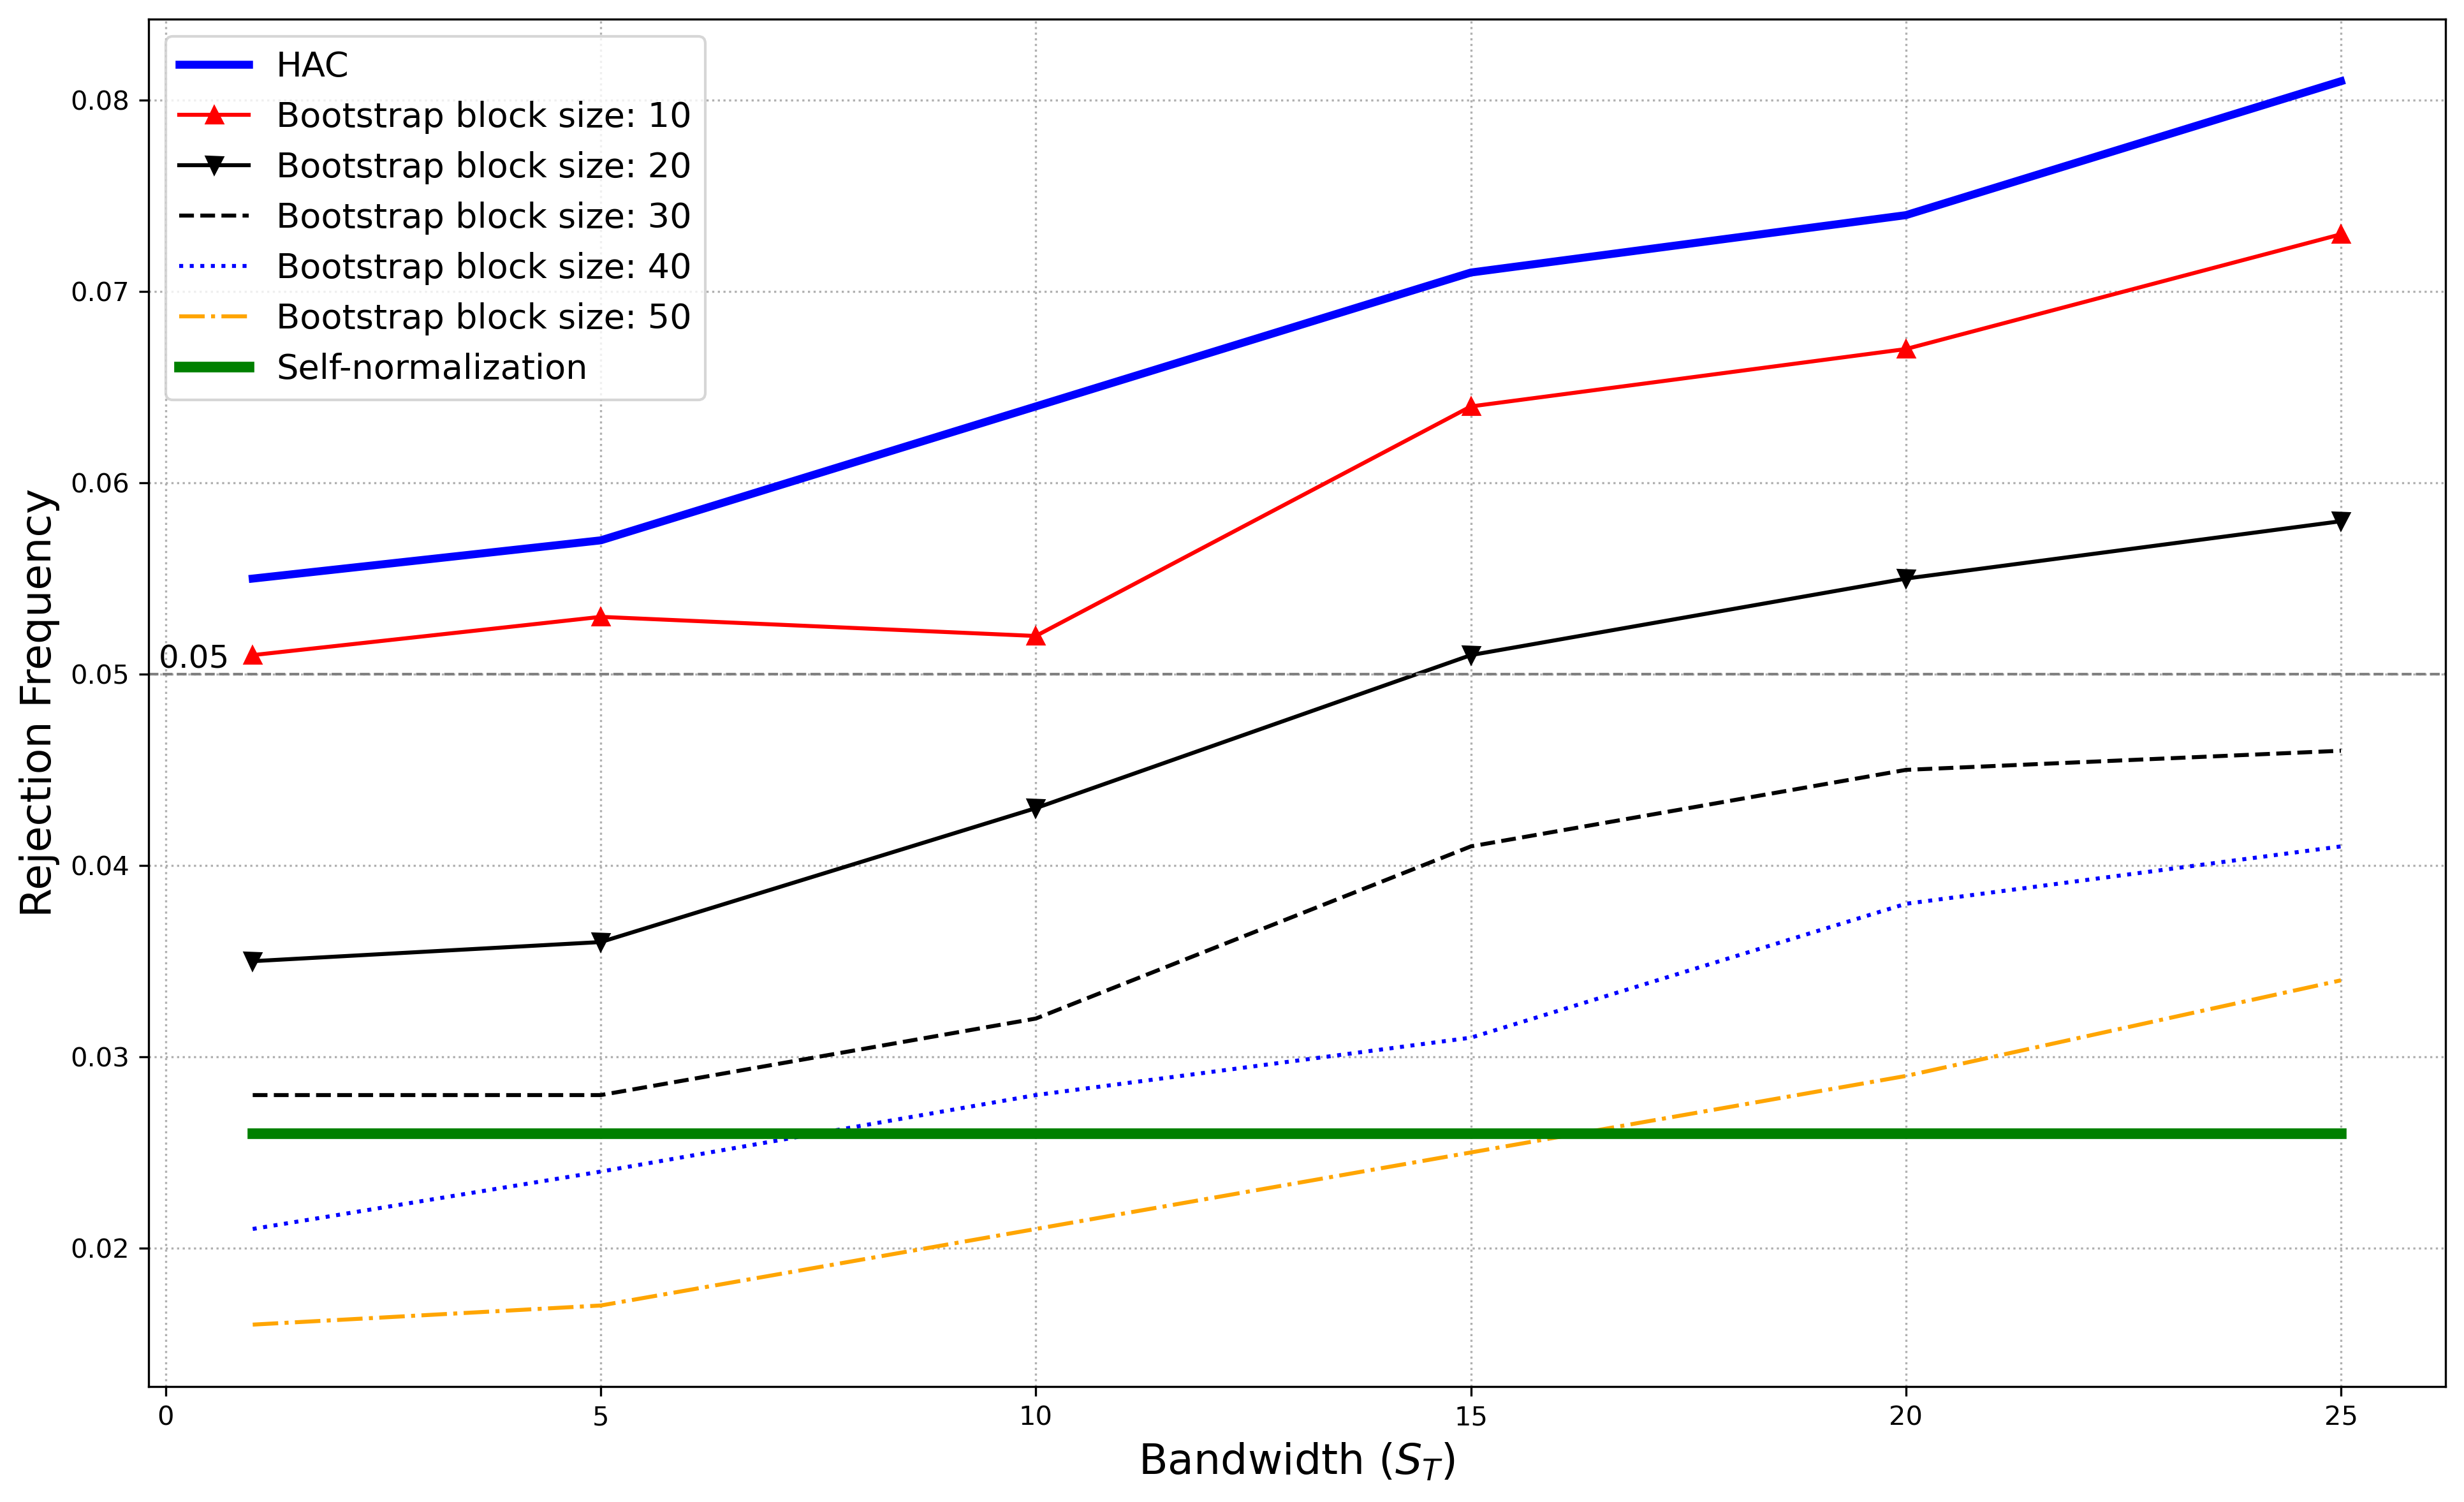 HAC
Bootstrap block size: 10
Bootstrap block size: 20
Bootstrap block size: 30
Bootstrap block size: 40
Bootstrap block size: 50
Self-normalization
Rejection Frequency
0.08
0.07
0.06
0.05
0.05
0.04
0.03
0.02
0 5 10 15 20 25
Bandwidth (S_T)